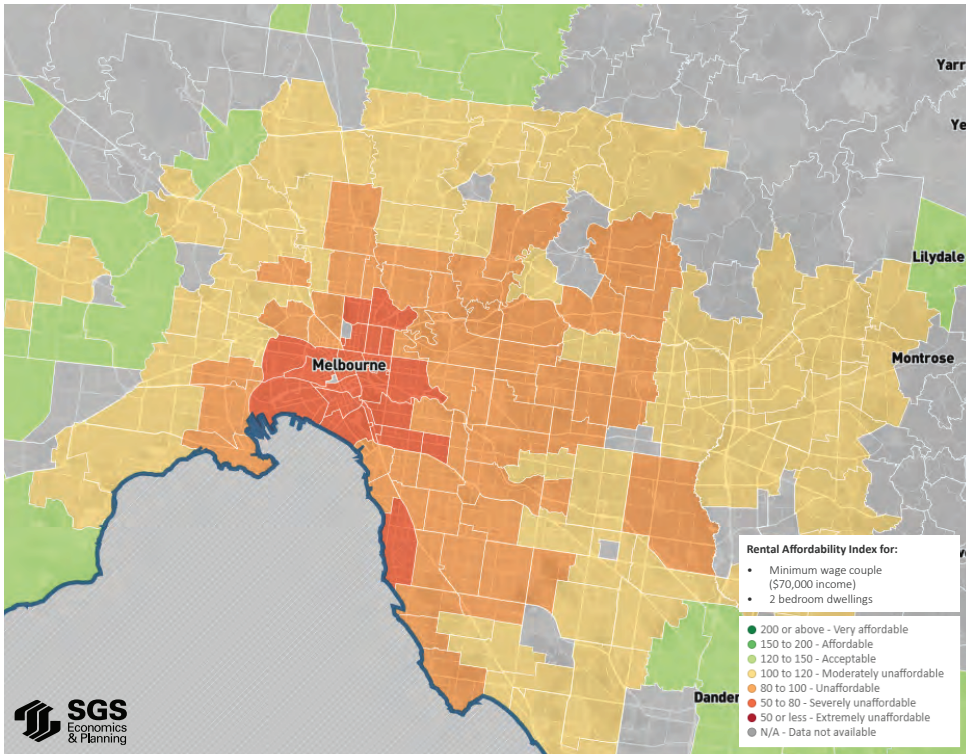 Yarr
Ye
Lilydale
Melbourne
Montrose
Rental Affordability Index for:
• Minimum wage couple
($70,000 income)
• 2 bedroom dwellings
200 or above - Very affordable
150 to 200 - Affordable
120 to 150 - Acceptable
100 to 120 - Moderately unaffordable
80 to 100 - Unaffordable
50 to 80 - Severely unaffordable
50 or less - Extremely unaffordable
N/A - Data not available
Danden
SGS
Economics
& Planning